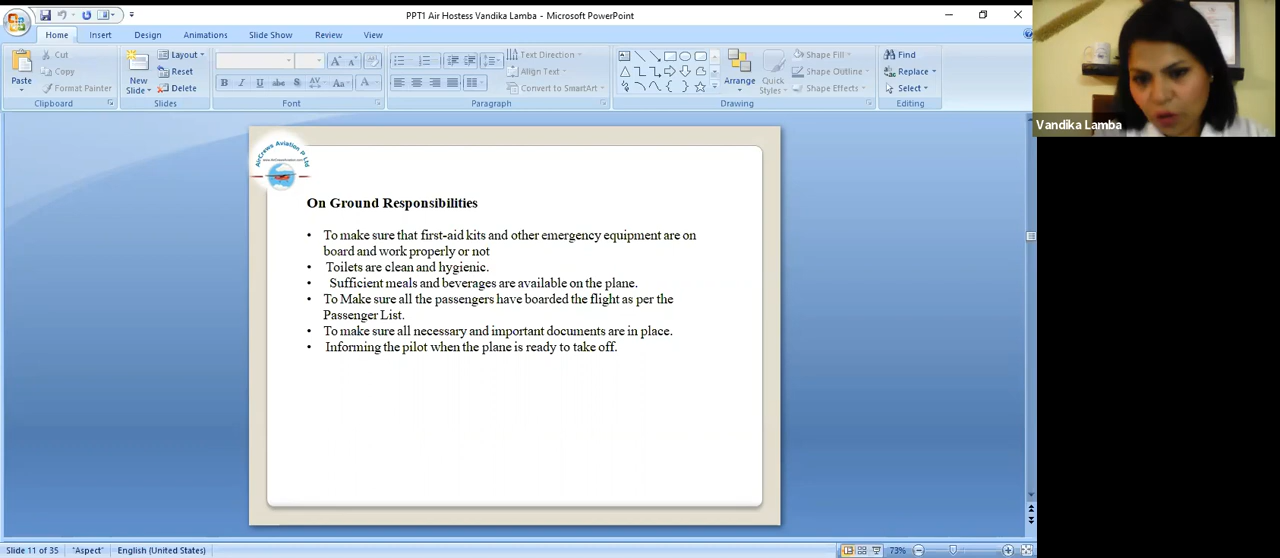 PPT1 Air Hostess Vandika Lamba - Microsoft PowerPoint
Home Insert Design Animations Slide Show Review View
Paste
Cut
Copy
Format Painter
Clipboard
New Slide
Layout
Reset
Delete
Slides
Font
Text Direction
Align Text
Convert to SmartArt
Paragraph
Arrange
Quick Styles
Shape Fill
Shape Outline
Shape Effects
Drawing
Find
Replace
Select
Editing
Vandika Lamba
AirCrews Aviation P Ltd
www.AirCrewsAviation.com
On Ground Responsibilities
• To make sure that first-aid kits and other emergency equipment are on
board and work properly or not
• Toilets are clean and hygienic.
• Sufficient meals and beverages are available on the plane.
• To Make sure all the passengers have boarded the flight as per the
Passenger List.
• To make sure all necessary and important documents are in place.
• Informing the pilot when the plane is ready to take off.
Slide 11 of 35 "Aspect" English (United States) 73%